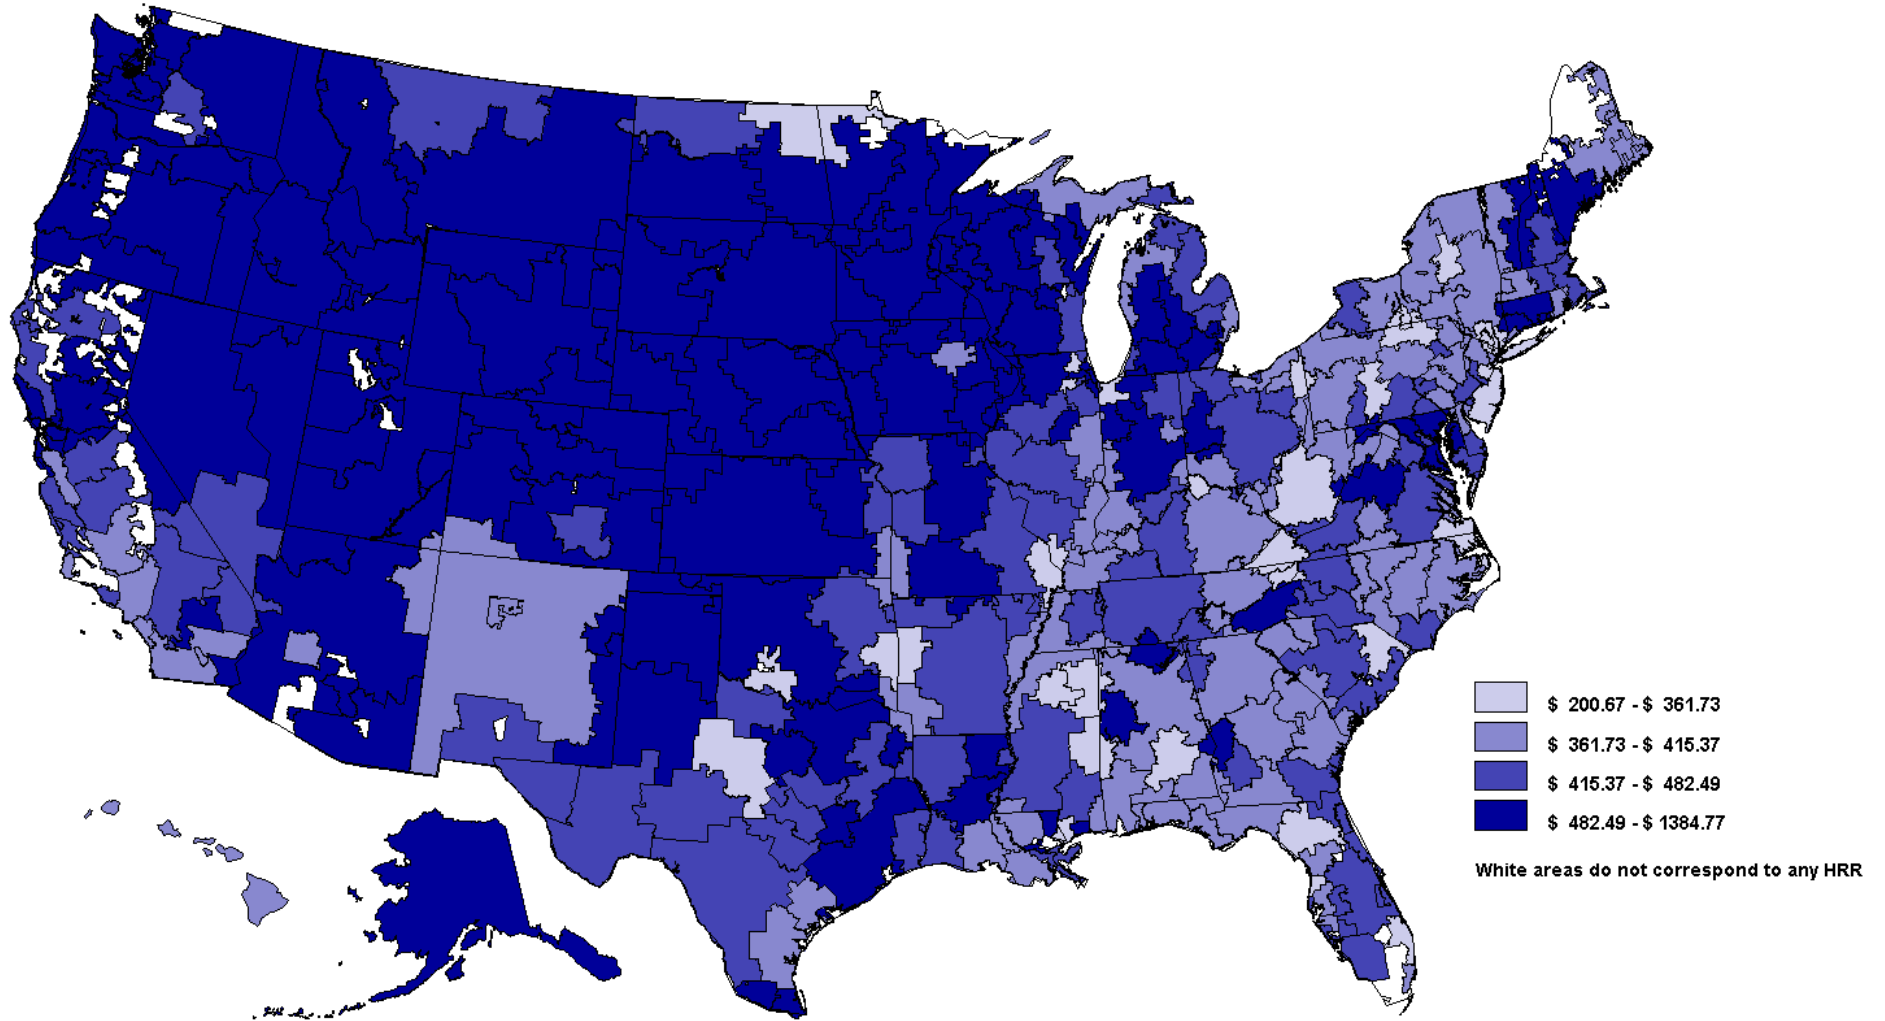 $ 200.67 - $ 361.73
$ 361.73 - $ 415.37
$ 415.37 - $ 482.49
$ 482.49 - $ 1384.77
White areas do not correspond to any HRR